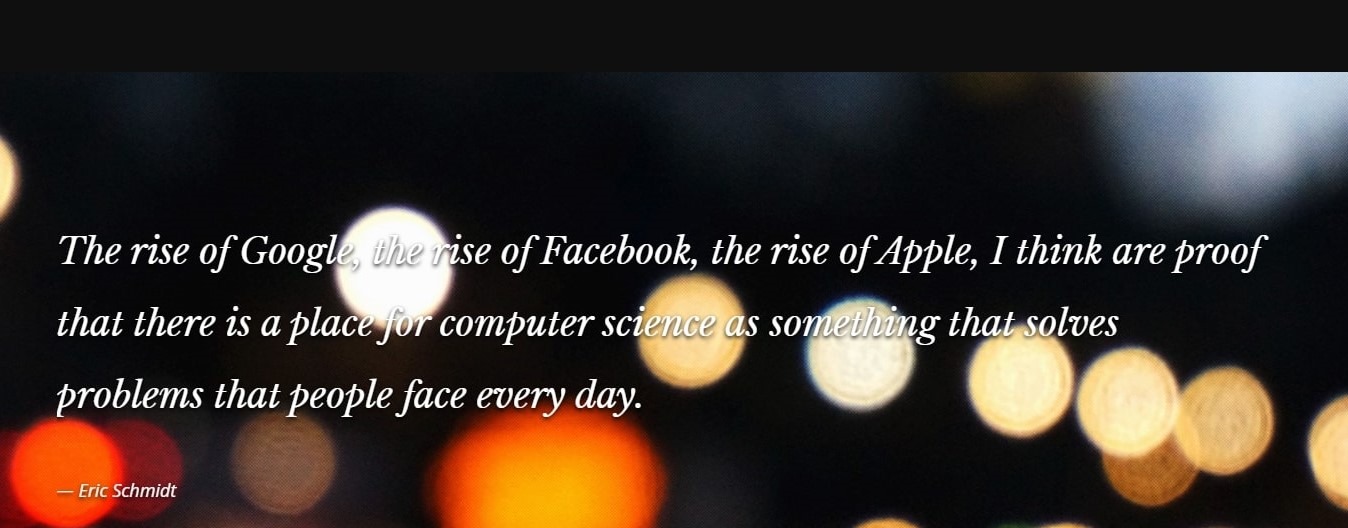 The rise of Google, the rise of Facebook, the rise of Apple, I think are proof
that there is a place for computer science as something that solves
problems that people face every day.
— Eric Schmidt